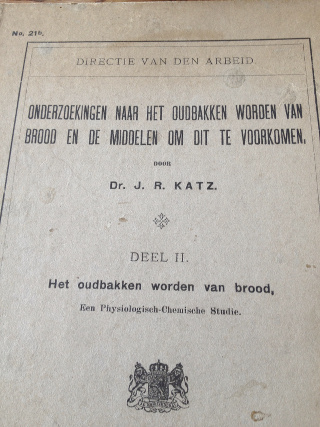 No. 21b.
DIRECTIE VAN DEN ARBEID
ONDERZOEKINGEN NAAR HET OUDBAKKEN WORDEN VAN
BROOD EN DE MIDDELEN OM DIT TE VOORKOMEN,
DOOR
Dr. J. R. KATZ.
DEEL II.
Het oudbakken worden van brood,
Een Physiologisch-Chemische Studie.